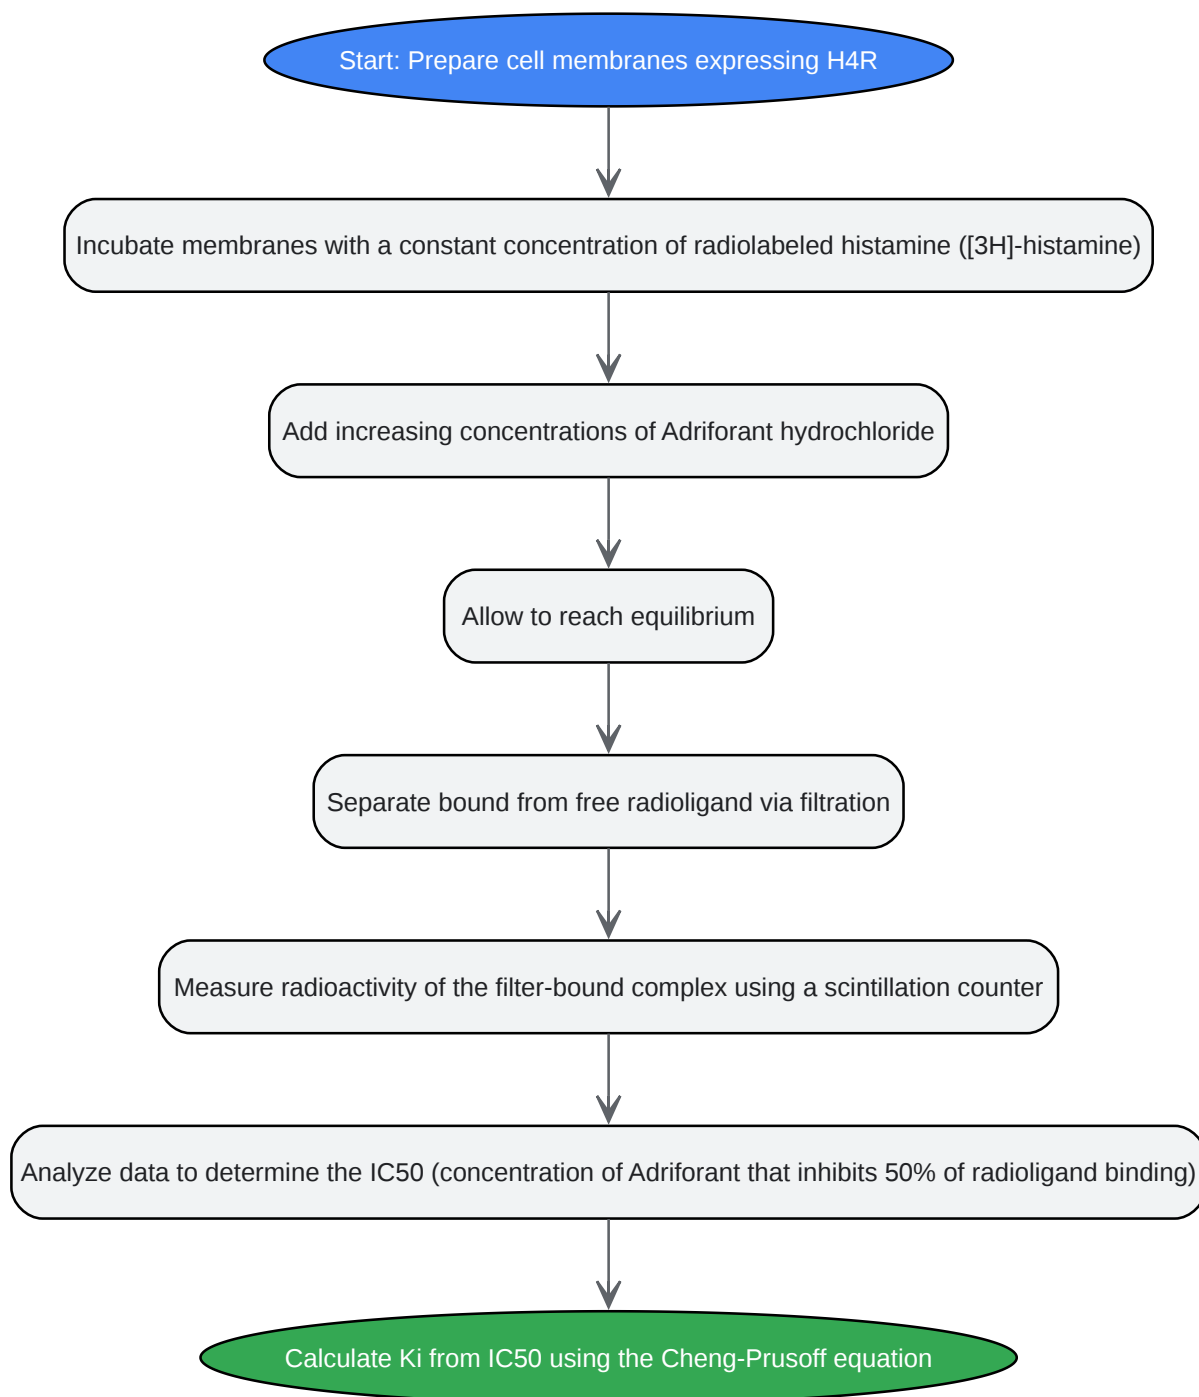 Start: Prepare cell membranes expressing H4R
Incubate membranes with a constant concentration of radiolabeled histamine ([3H]-histamine)
Add increasing concentrations of Adriforant hydrochloride
Allow to reach equilibrium
Separate bound from free radioligand via filtration
Measure radioactivity of the filter-bound complex using a scintillation counter
Analyze data to determine the IC50 (concentration of Adriforant that inhibits 50% of radioligand binding)
Calculate Ki from IC50 using the Cheng-Prusoff equation